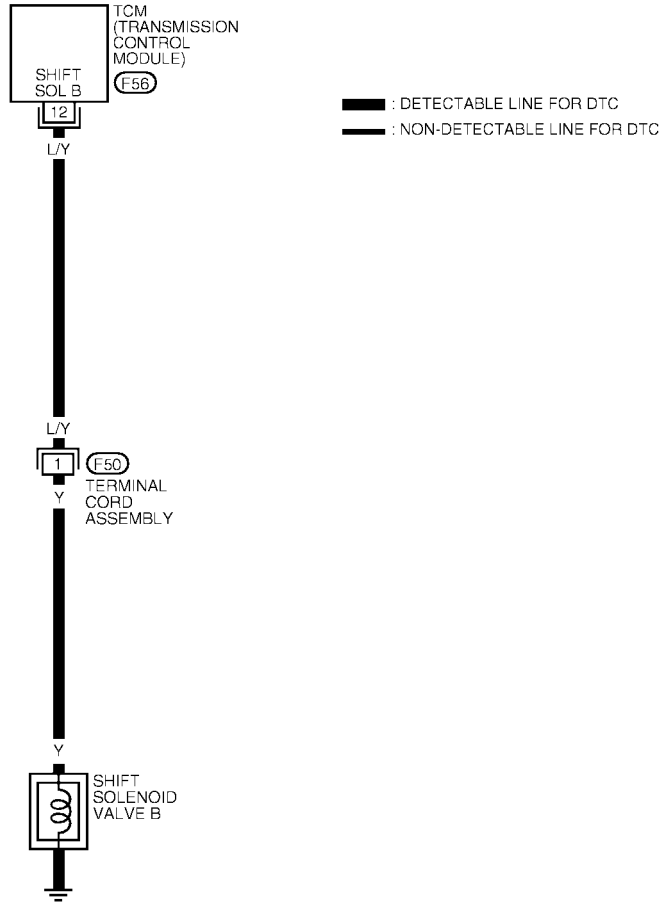 TCM
(TRANSMISSION
CONTROL
MODULE)
F56
SHIFT
SOL B
12
L/Y
: DETECTABLE LINE FOR DTC
: NON-DETECTABLE LINE FOR DTC
L/Y
1
F50
TERMINAL
CORD
ASSEMBLY
Y
Y
SHIFT
SOLENOID
VALVE B